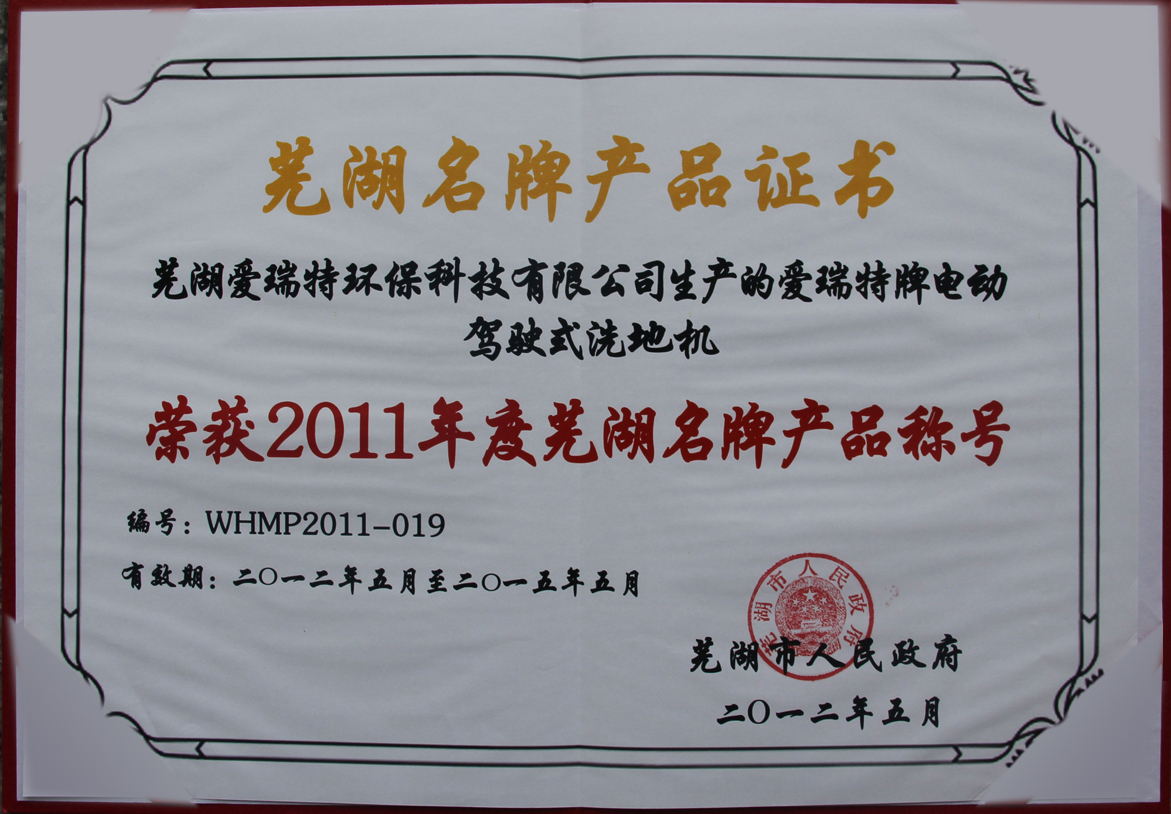 芜湖名牌产品证书
芜湖爱瑞特环保科技有限公司生产的爱瑞特牌电动
驾驶式洗地机
荣获2011年度芜湖名牌产品称号
编号：WHMP2011-019
有效期：二〇一二年五月至二〇一五年五月
芜湖市人民政府
芜湖市人民政府
二〇一二年五月